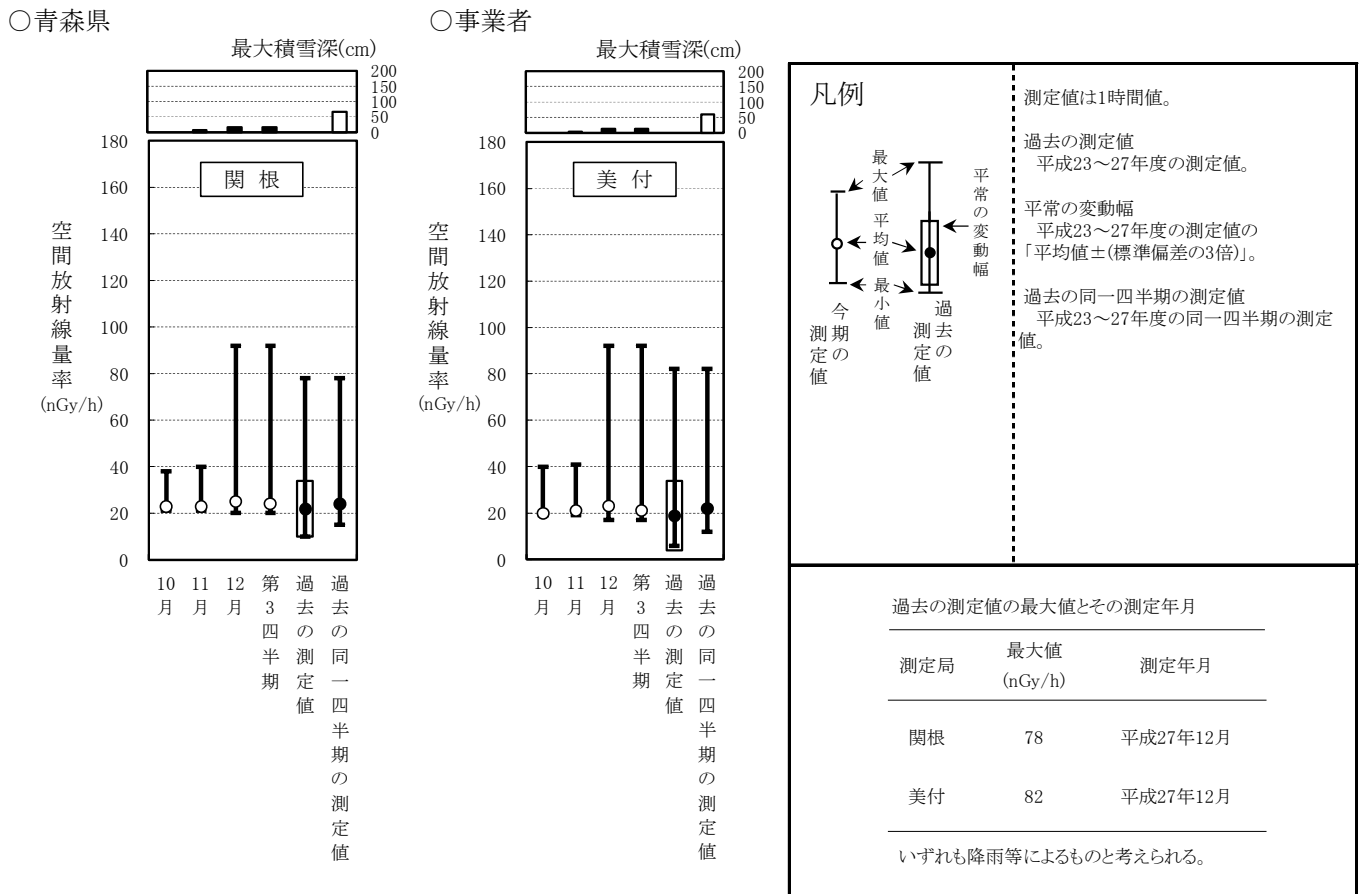 ○青森県
最大積雪深(cm)
200
150
100
50
0
関 根
空間放射線量率
(nGy/h)
180
160
140
120
100
80
60
40
20
0
10月
11月
12月
第3四半期
過去の測定値
過去の同一四半期の測定値
○事業者
最大積雪深(cm)
200
150
100
50
0
美 付
空間放射線量率
(nGy/h)
180
160
140
120
100
80
60
40
20
0
10月
11月
12月
第3四半期
過去の測定値
過去の同一四半期の測定値
凡例
最大値
平均値
最小値
平常の変動幅
今期の測定値
過去の測定値
測定値は1時間値。
過去の測定値
平成23～27年度の測定値。
平常の変動幅
平成23～27年度の測定値の
「平均値±(標準偏差の3倍)」。
過去の同一四半期の測定値
平成23～27年度の同一四半期の測定
値。
過去の測定値の最大値とその測定年月
測定局 最大値 (nGy/h) 測定年月
関根 78 平成27年12月
美付 82 平成27年12月
いずれも降雨等によるものと考えられる。